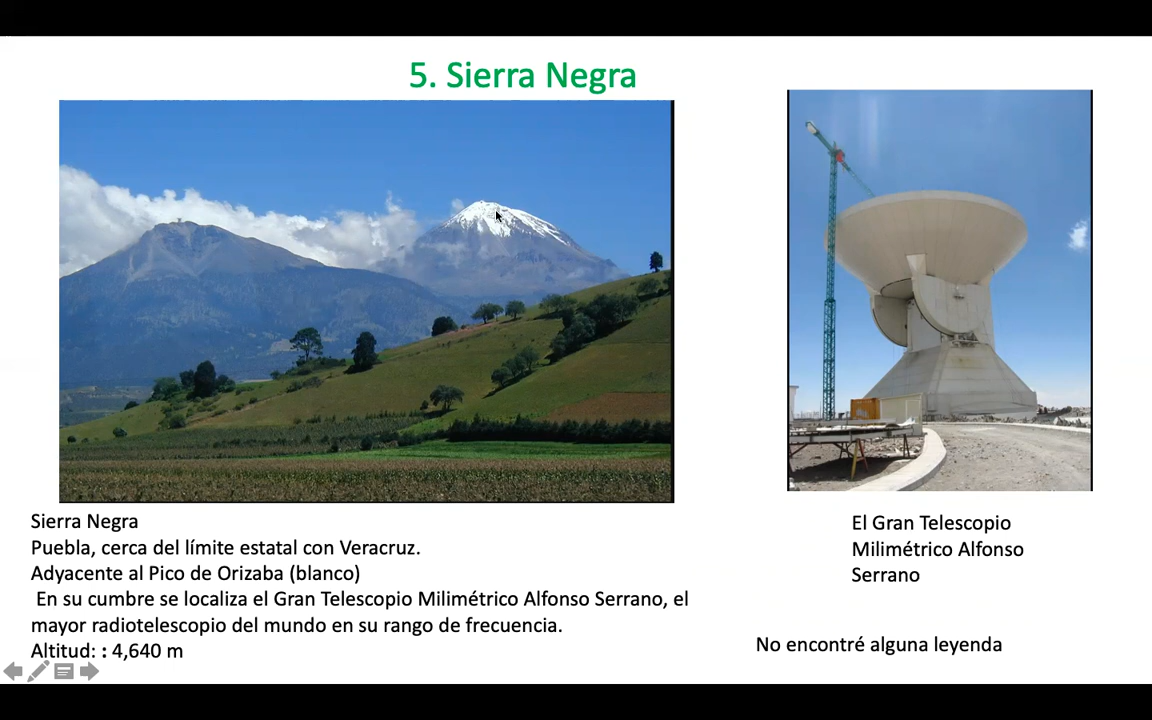 5. Sierra Negra
Sierra Negra
Puebla, cerca del límite estatal con Veracruz.
Adyacente al Pico de Orizaba (blanco)
En su cumbre se localiza el Gran Telescopio Milimétrico Alfonso Serrano, el
mayor radiotelescopio del mundo en su rango de frecuencia.
Altitud: : 4,640 m
El Gran Telescopio
Milimétrico Alfonso
Serrano
No encontré alguna leyenda